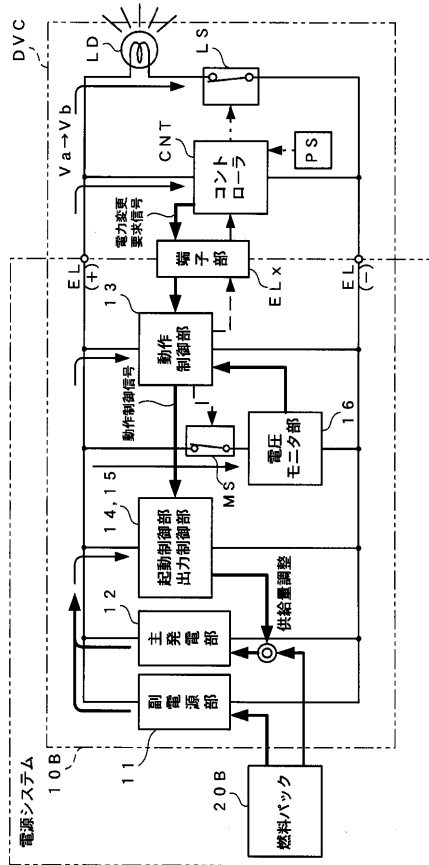 電源システム
10B
11
副電源部
12
主発電部
14,15
起動制御部
出力制御部
動作制御信号
13
動作
制御部
MS
電圧
モニタ部
16
供給量調整
20B
燃料パック
EL
(+)
EL
(-)
端子部
ELx
電力変更
要求信号
Va→Vb
CNT
コント
ローラ
PS
LS
LD
DVC